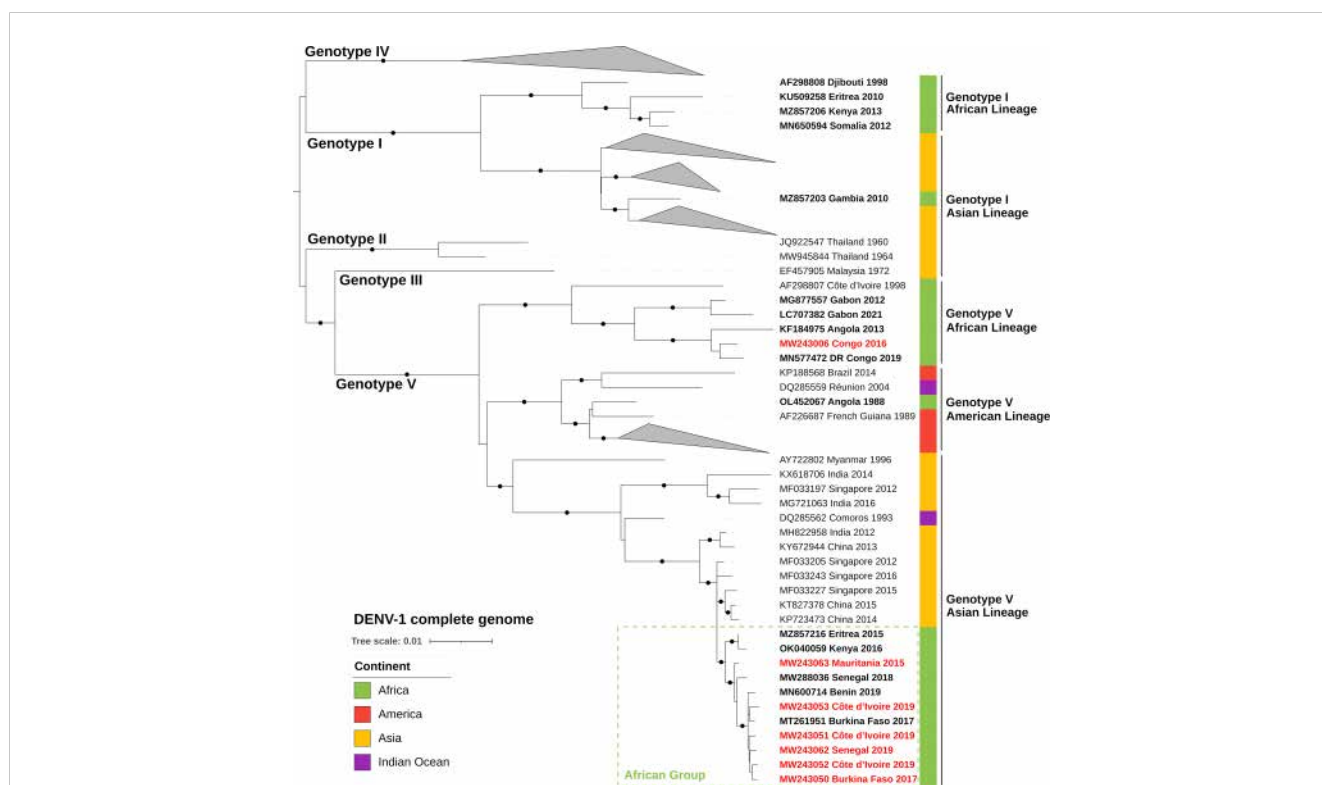 Genotype IV
AF298808 Djibouti 1998
KU509258 Eritrea 2010
MZ857206 Kenya 2013
MN650594 Somalia 2012
Genotype I
African Lineage
Genotype I
MZ857203 Gambia 2010
Genotype I
Asian Lineage
Genotype II
JQ922547 Thailand 1960
MW945844 Thailand 1964
EF457905 Malaysia 1972
Genotype III
AF298807 Côte d'Ivoire 1998
MG877557 Gabon 2012
LC707382 Gabon 2021
KF184975 Angola 2013
MW243006 Congo 2016
MN577472 DR Congo 2019
Genotype V
African Lineage
Genotype V
KP188568 Brazil 2014
DQ285559 Réunion 2004
OL452067 Angola 1988
AF226687 French Guiana 1989
Genotype V
American Lineage
AY722802 Myanmar 1996
KX618706 India 2014
MF033197 Singapore 2012
MG721063 India 2016
DQ285562 Comoros 1993
MH822958 India 2012
KY672944 China 2013
MF033205 Singapore 2012
MF033243 Singapore 2016
MF033227 Singapore 2015
KT827378 China 2015
KP723473 China 2014
Genotype V
Asian Lineage
MZ857216 Eritrea 2015
OK040059 Kenya 2016
MW243063 Mauritania 2015
MW288036 Senegal 2018
MN600714 Benin 2019
MW243053 Côte d'Ivoire 2019
MT261951 Burkina Faso 2017
MW243051 Côte d'Ivoire 2019
MW243062 Senegal 2019
MW243052 Côte d'Ivoire 2019
MW243050 Burkina Faso 2017
African Group
DENV-1 complete genome
Tree scale: 0.01
Continent
Africa
America
Asia
Indian Ocean